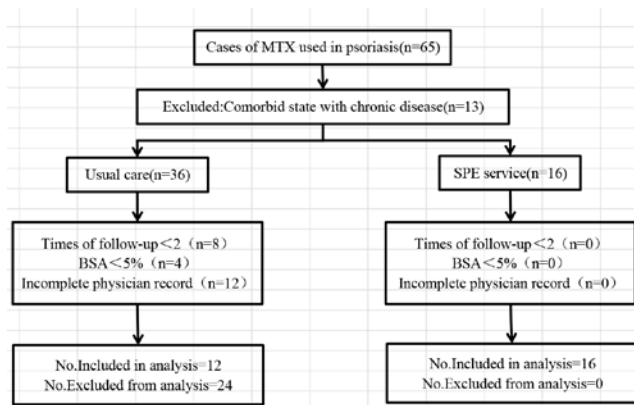 Cases of MTX used in psoriasis(n=65)
Excluded:Comorbid state with chronic disease(n=13)
Usual care(n=36)
SPE service(n=16)
Times of follow-up＜2（n=8）
BSA＜5%（n=4）
Incomplete physician record（n=12）
Times of follow-up＜2（n=0）
BSA＜5%（n=0）
Incomplete physician record（n=0）
No.Included in analysis=12
No.Excluded from analysis=24
No.Included in analysis=16
No.Excluded from analysis=0